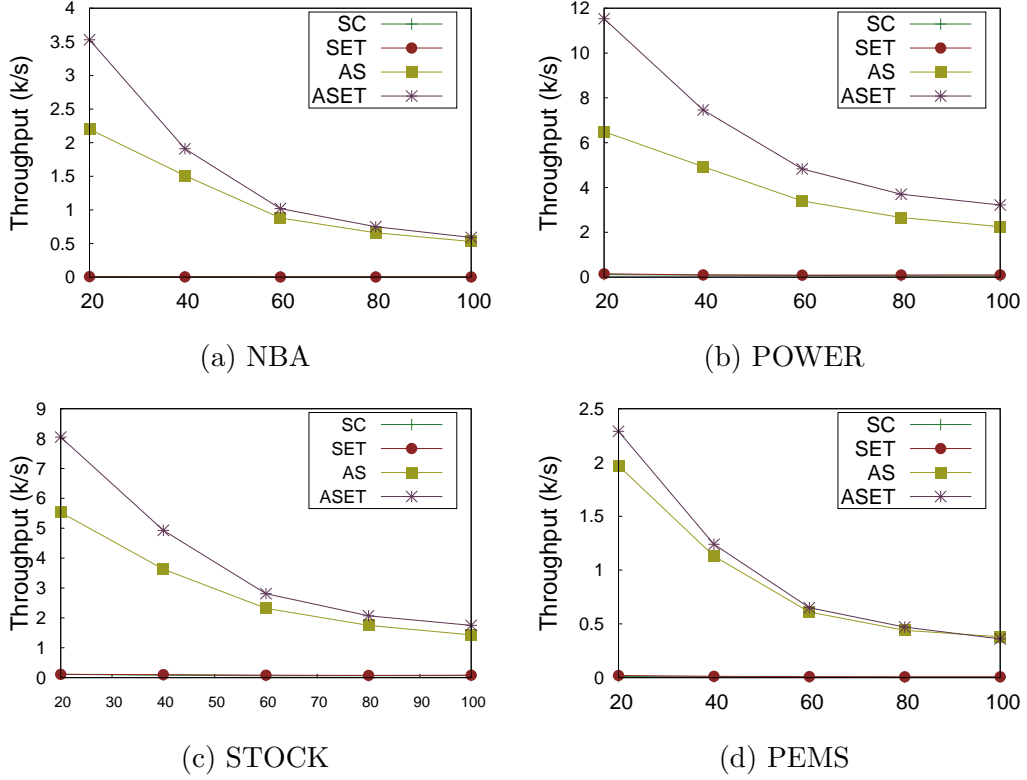 4
3.5
3
2.5
2
1.5
1
0.5
0
Throughput (k/s)
SC
SET
AS
ASET
20 40 60 80 100
(a) NBA
12
10
8
6
4
2
0
Throughput (k/s)
SC
SET
AS
ASET
20 40 60 80 100
(b) POWER
9
8
7
6
5
4
3
2
1
0
Throughput (k/s)
SC
SET
AS
ASET
20 30 40 50 60 70 80 90 100
(c) STOCK
2.5
2
1.5
1
0.5
0
Throughput (k/s)
SC
SET
AS
ASET
20 40 60 80 100
(d) PEMS